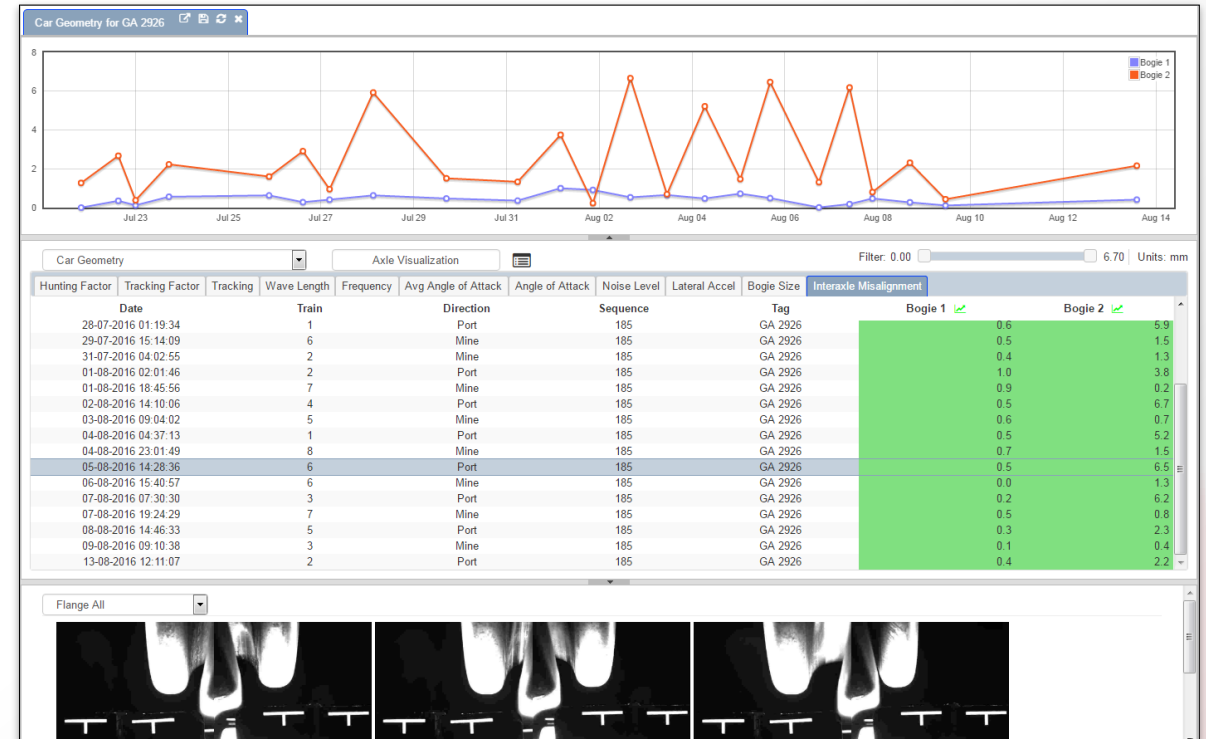 Car Geometry for GA 2926
8
6
4
2
0
Bogie 1
Bogie 2
Jul 23 Jul 25 Jul 27 Jul 29 Jul 31 Aug 02 Aug 04 Aug 06 Aug 08 Aug 10 Aug 12 Aug 14
Car Geometry Axle Visualization Filter: 0.00 6.70 Units: mm
Hunting Factor Tracking Factor Tracking Wave Length Frequency Avg Angle of Attack Angle of Attack Noise Level Lateral Accel Bogie Size Interaxle Misalignment
Date Train Direction Sequence Tag Bogie 1 Bogie 2
28-07-2016 01:19:34 1 Port 185 GA 2926 0.6 5.9
29-07-2016 15:14:09 6 Mine 185 GA 2926 0.5 1.5
31-07-2016 04:02:55 2 Mine 185 GA 2926 0.4 1.3
01-08-2016 02:01:46 2 Port 185 GA 2926 1.0 3.8
01-08-2016 18:45:56 7 Mine 185 GA 2926 0.9 0.2
02-08-2016 14:10:06 4 Port 185 GA 2926 0.5 6.7
03-08-2016 09:04:02 5 Mine 185 GA 2926 0.6 0.7
04-08-2016 04:37:13 1 Port 185 GA 2926 0.5 5.2
04-08-2016 23:01:49 8 Mine 185 GA 2926 0.7 1.5
05-08-2016 14:28:36 6 Port 185 GA 2926 0.5 6.5
06-08-2016 15:40:57 6 Mine 185 GA 2926 0.0 1.3
07-08-2016 07:30:30 3 Port 185 GA 2926 0.2 6.2
07-08-2016 19:24:29 7 Mine 185 GA 2926 0.5 0.8
08-08-2016 14:46:33 5 Port 185 GA 2926 0.3 2.3
09-08-2016 09:10:38 3 Mine 185 GA 2926 0.1 0.4
13-08-2016 12:11:07 2 Port 185 GA 2926 0.4 2.2
Flange All